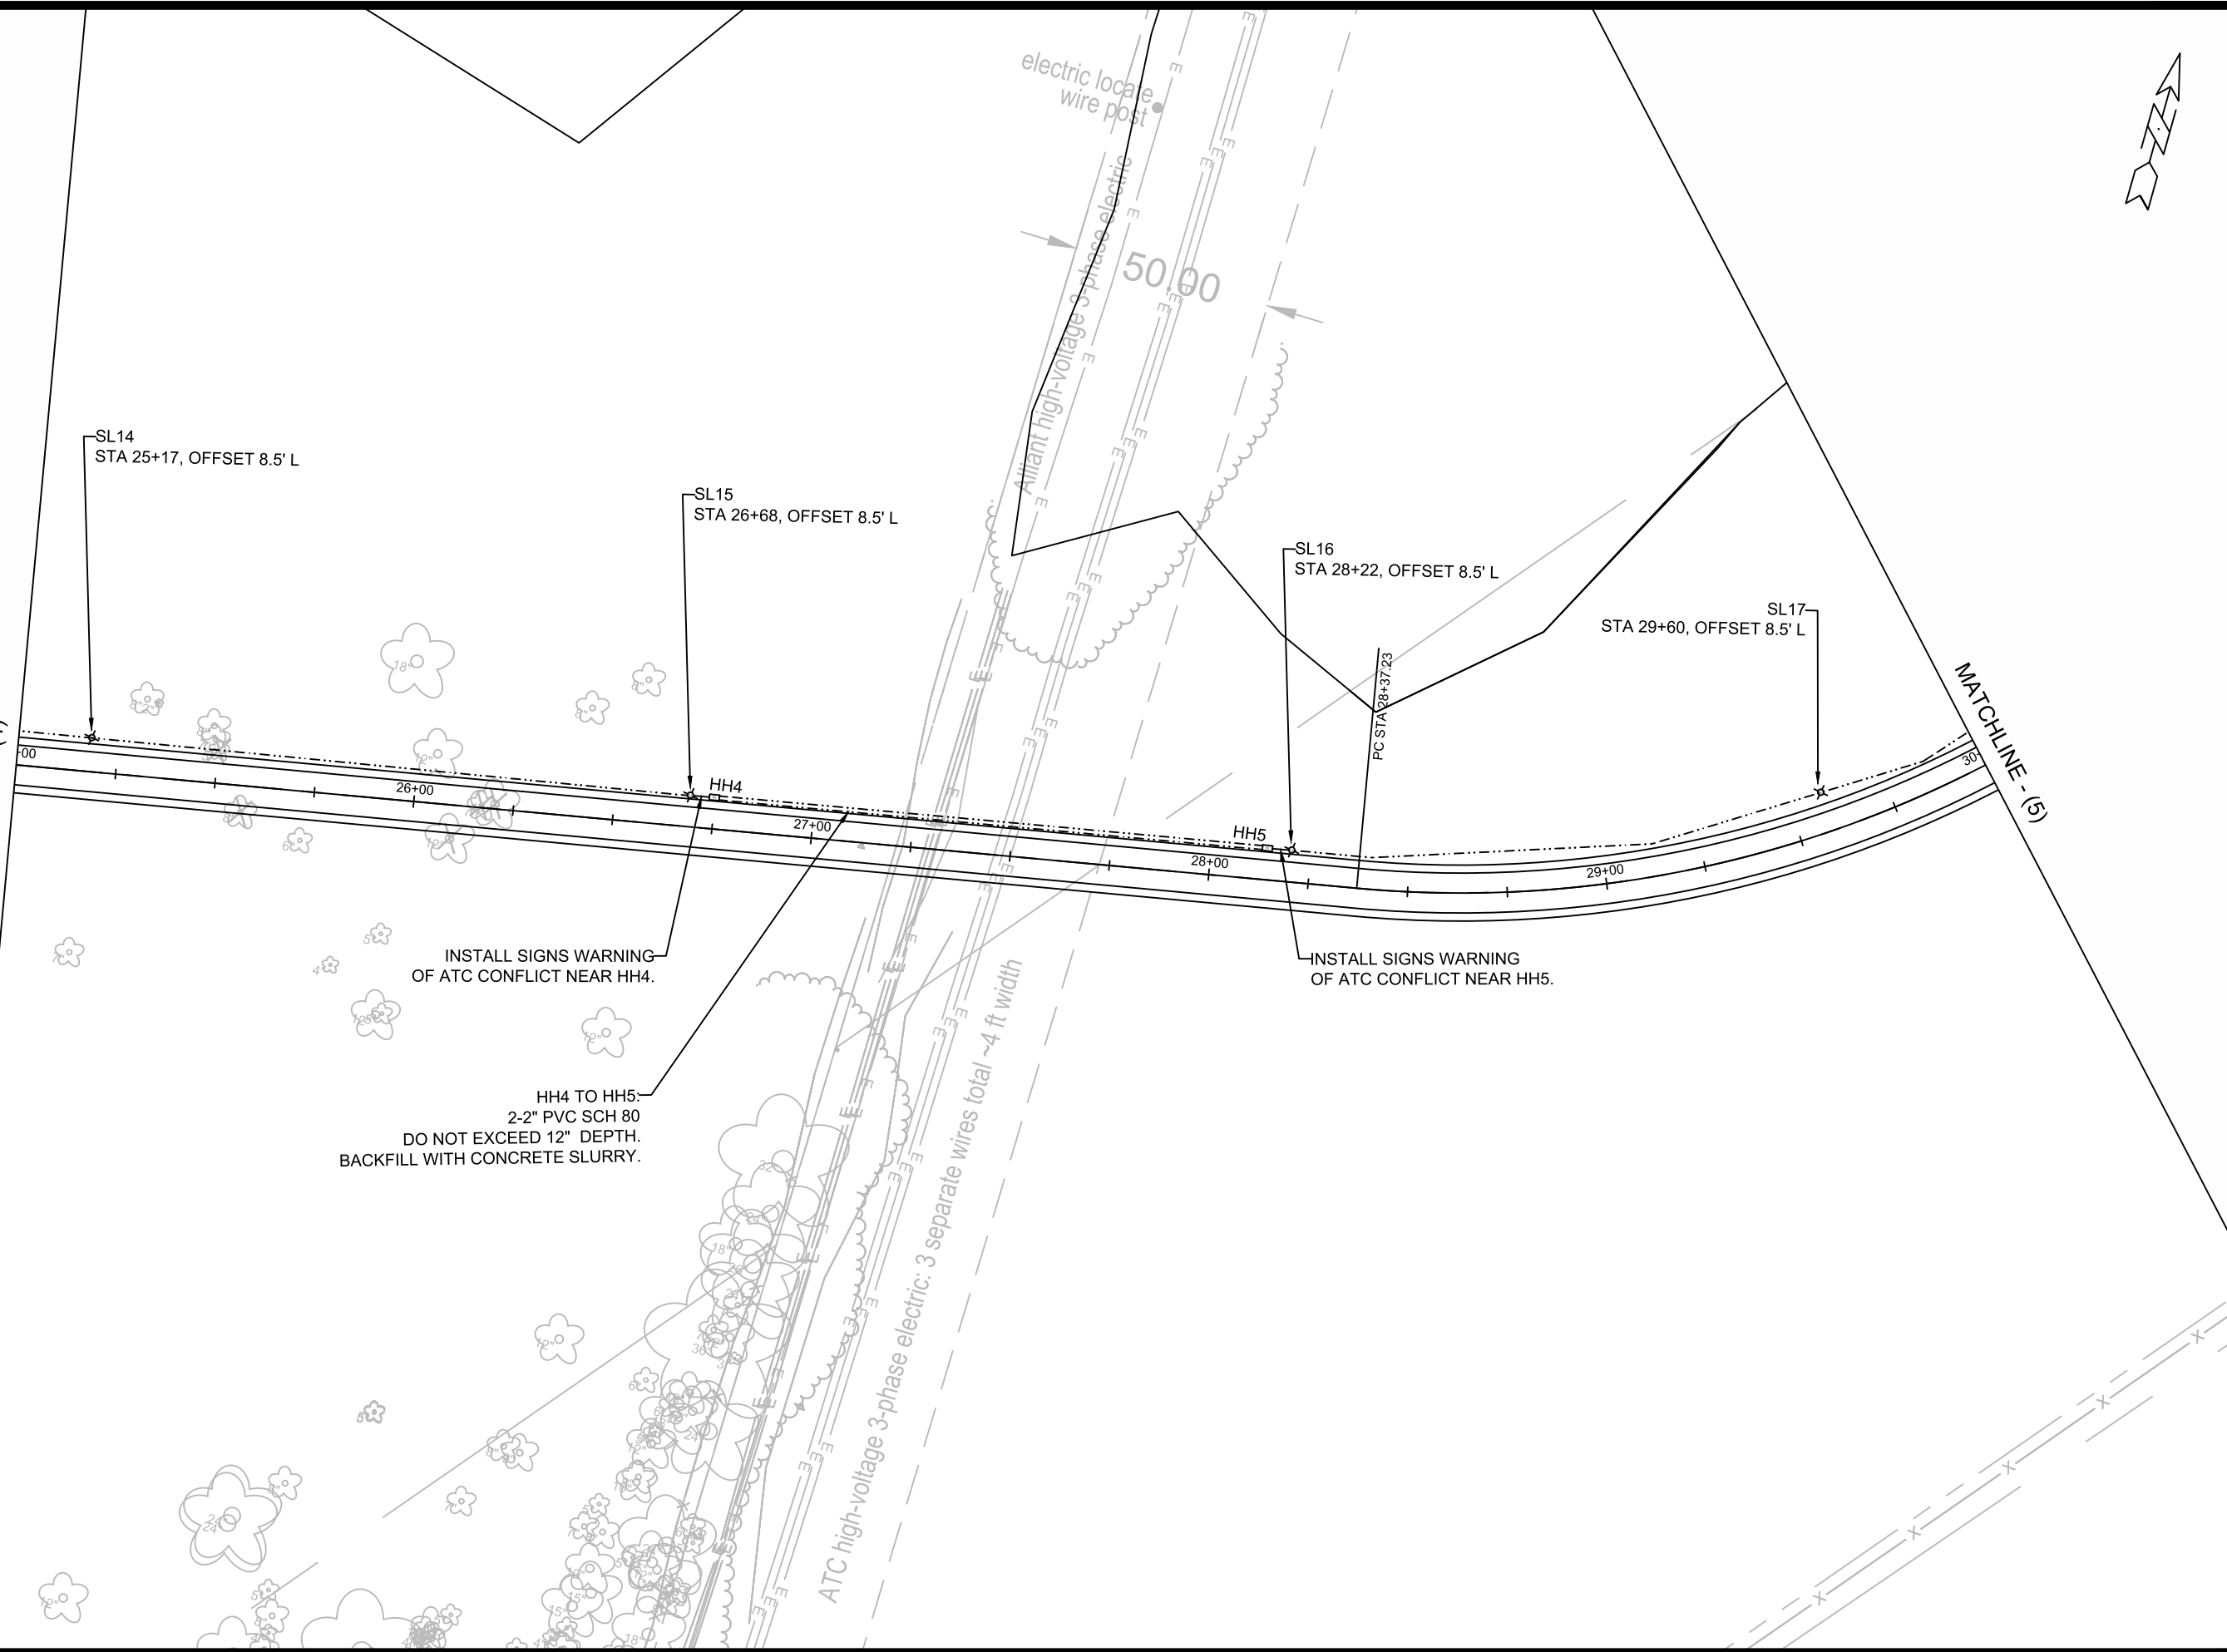 electric locate
wire post
Alliant high-voltage 3-phase electric
50.00
SL14
STA 25+17, OFFSET 8.5' L
SL15
STA 26+68, OFFSET 8.5' L
SL16
STA 28+22, OFFSET 8.5' L
SL17
STA 29+60, OFFSET 8.5' L
PC STA 28+37.23
MATCHLINE - (5)
HH4
HH5
26+00
27+00
28+00
29+00
INSTALL SIGNS WARNING
OF ATC CONFLICT NEAR HH4.
INSTALL SIGNS WARNING
OF ATC CONFLICT NEAR HH5.
HH4 TO HH5:
2-2" PVC SCH 80
DO NOT EXCEED 12" DEPTH.
BACKFILL WITH CONCRETE SLURRY.
ATC high-voltage 3-phase electric: 3 separate wires total ~4 ft width